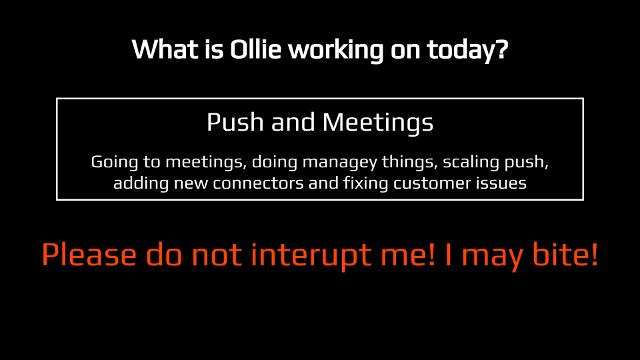 What is Ollie working on today?
Push and Meetings
Going to meetings, doing managey things, scaling push,
adding new connectors and fixing customer issues
Please do not interupt me! I may bite!